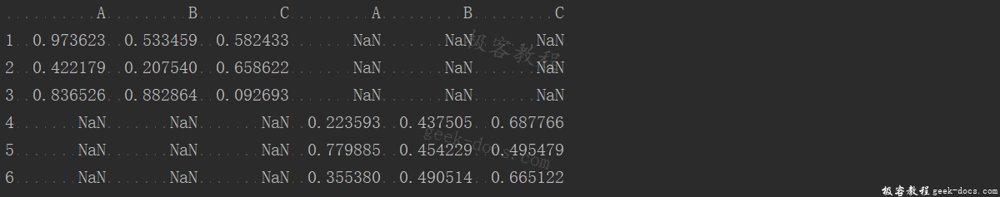 A B C A B C
1 0.973623 0.533459 0.582433 NaN NaN NaN
2 0.422179 0.207540 0.658622 NaN NaN NaN
3 0.836526 0.882864 0.092693 NaN NaN NaN
4 NaN NaN NaN 0.223593 0.437505 0.687766
5 NaN NaN NaN 0.779885 0.454229 0.495479
6 NaN NaN NaN 0.355380 0.490514 0.665122
极客教程
geek-docs.com
极客教程 geek-docs.com